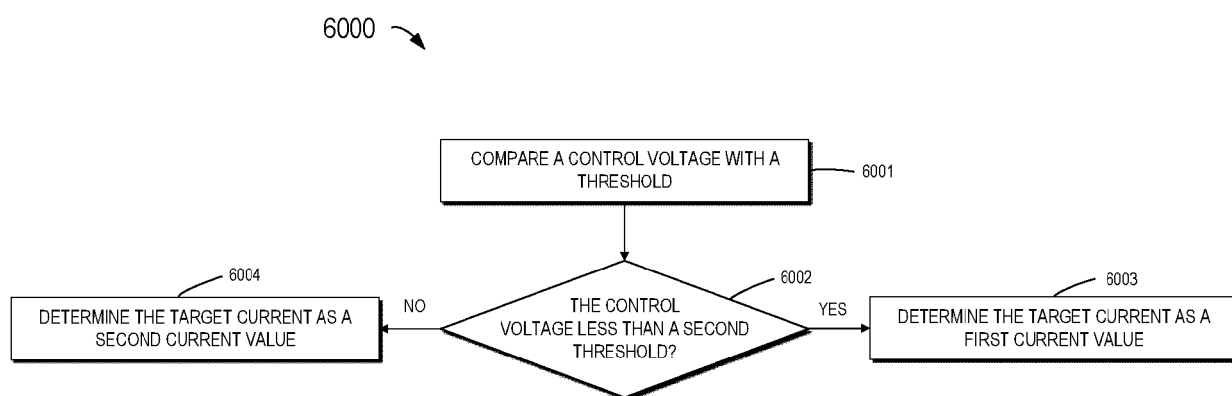 6000
COMPARE A CONTROL VOLTAGE WITH A
THRESHOLD
6001
6004
6002
6003
DETERMINE THE TARGET CURRENT AS A
SECOND CURRENT VALUE
NO
THE CONTROL
VOLTAGE LESS THAN A SECOND
THRESHOLD?
YES
DETERMINE THE TARGET CURRENT AS A
FIRST CURRENT VALUE